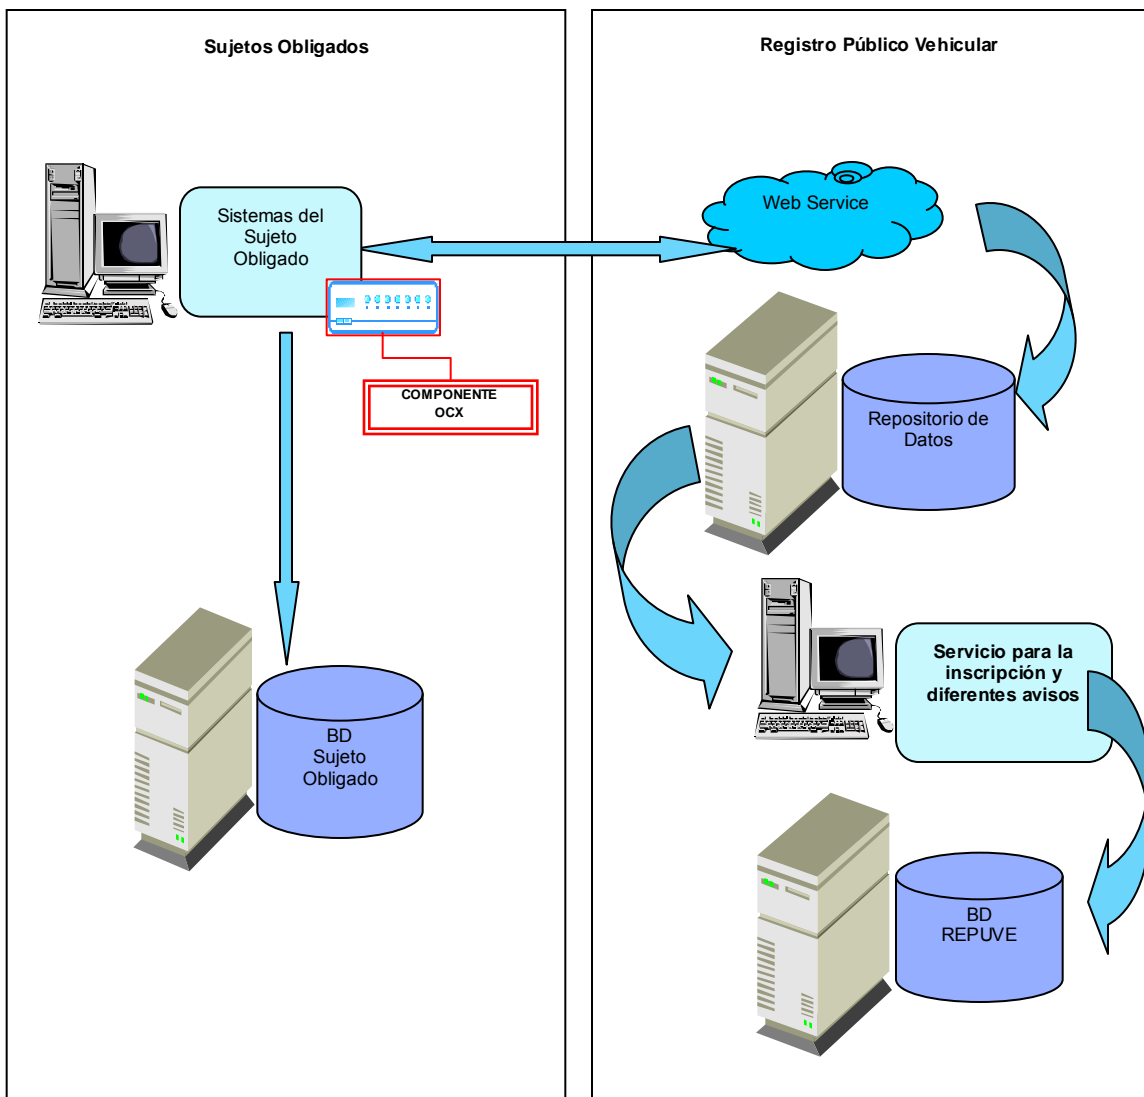 Sujetos Obligados
Sistemas del
Sujeto
Obligado
COMPONENTE
OCX
BD
Sujeto
Obligado
Registro Público Vehicular
Web Service
Repositorio de
Datos
Servicio para la
inscripción y
diferentes avisos
BD
REPUVE